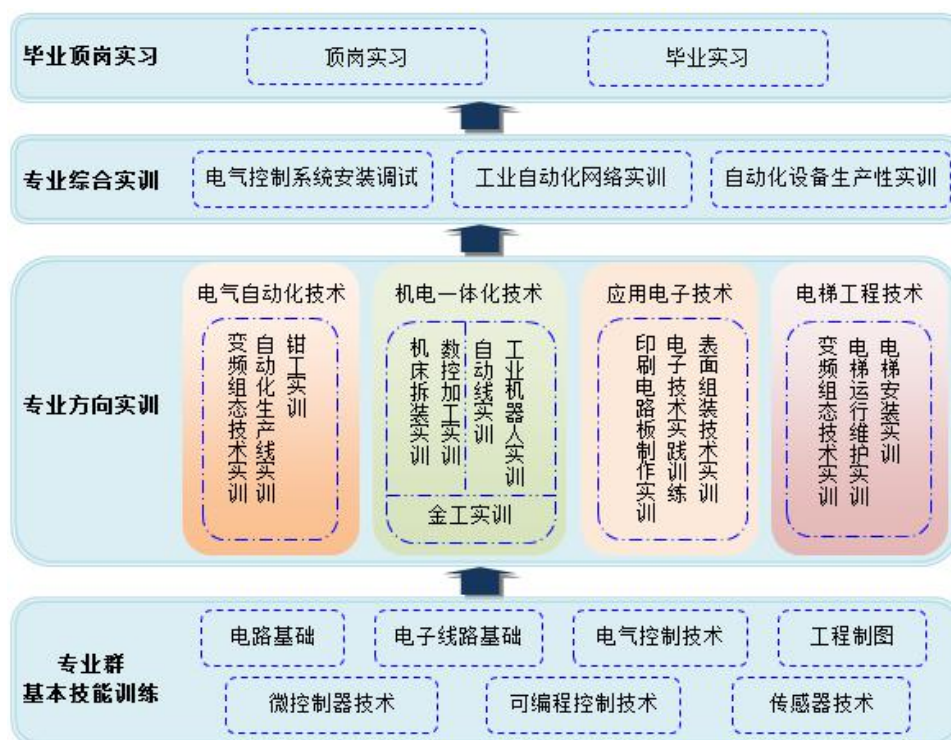 毕业顶岗实习
顶岗实习
毕业实习
专业综合实训
电气控制系统安装调试
工业自动化网络实训
自动化设备生产性实训
专业方向实训
电气自动化技术
变频组态技术实训
自动化生产线实训
钳工实训
机电一体化技术
机床拆装实训
数控加工实训
自动线实训
工业机器人实训
金工实训
应用电子技术
印刷电路板制作实训
电子技术实践训练
表面组装技术实训
电梯工程技术
变频组态技术实训
电梯运行维护实训
电梯安装实训
专业群
基本技能训练
电路基础
电子线路基础
电气控制技术
工程制图
微控制器技术
可编程控制技术
传感器技术